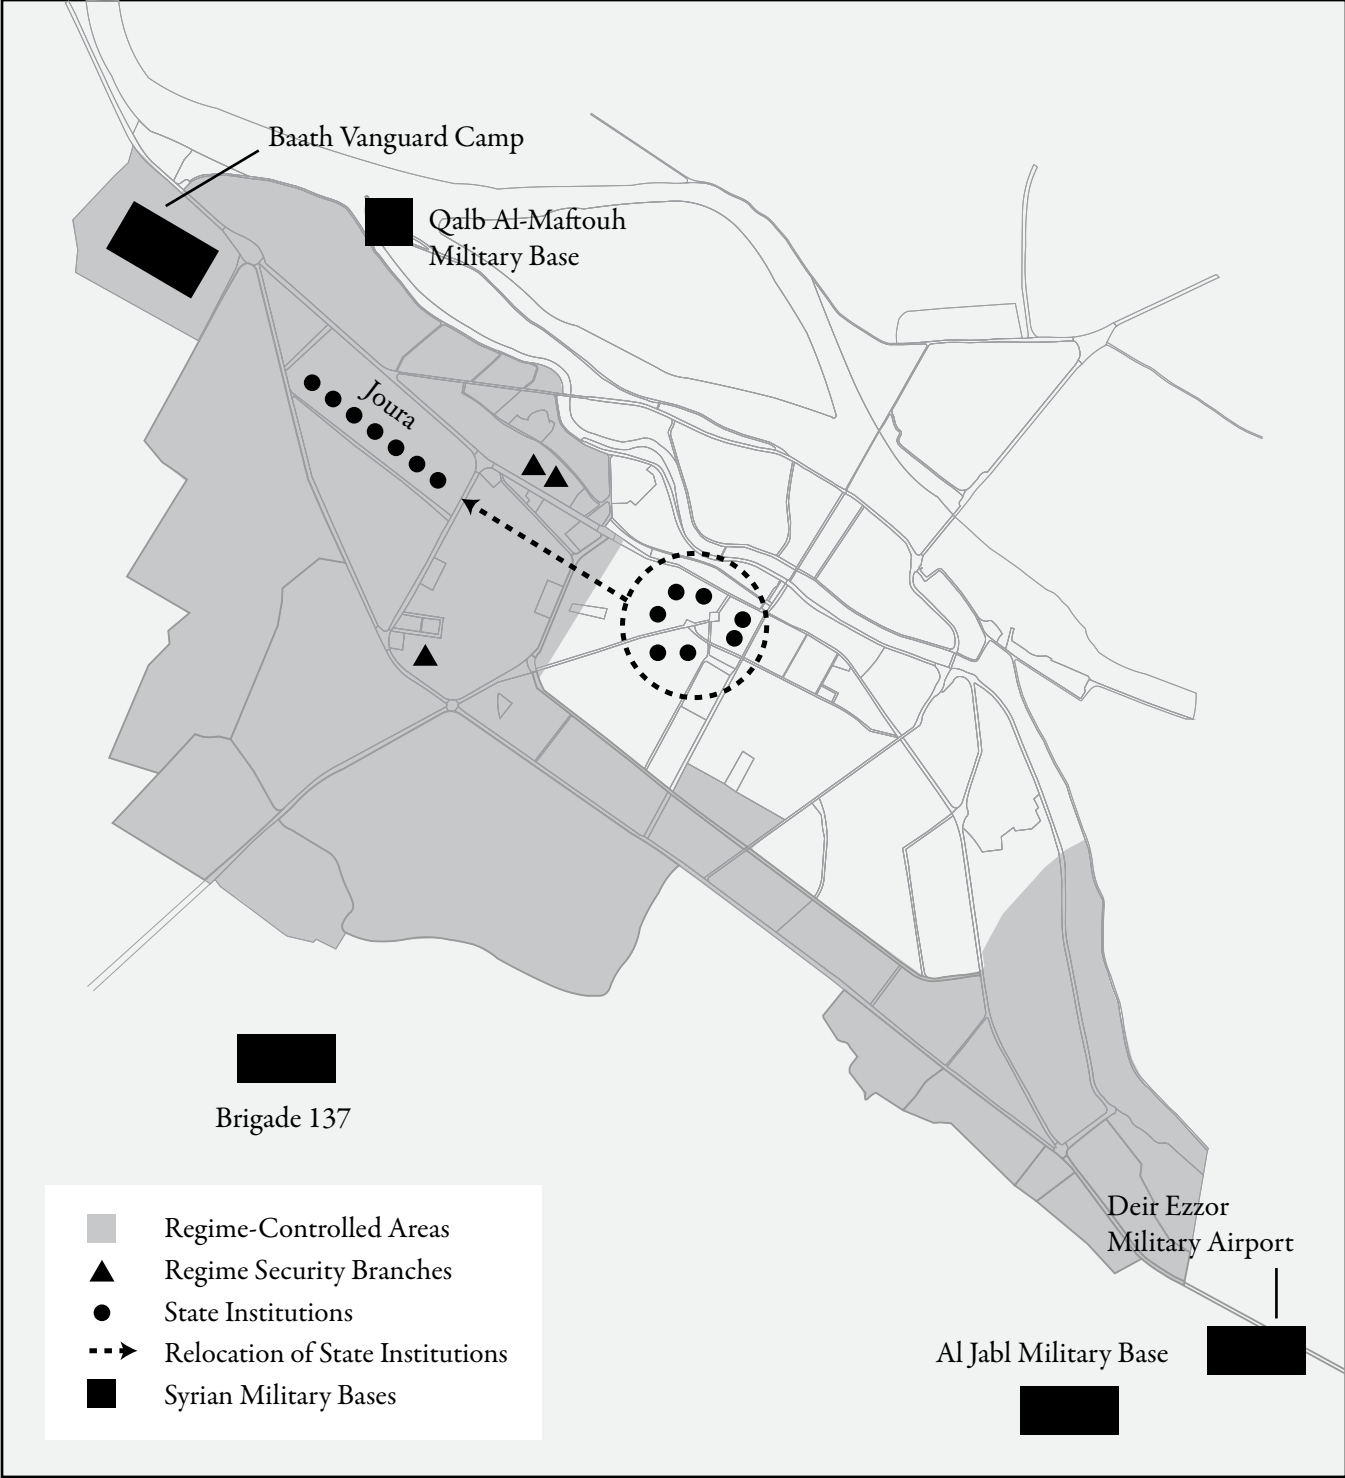 Baath Vanguard Camp
Qalb Al-Maftouh
Military Base
Joura
Brigade 137
Regime-Controlled Areas
Regime Security Branches
State Institutions
Relocation of State Institutions
Syrian Military Bases
Deir Ezzor
Military Airport
Al Jabl Military Base